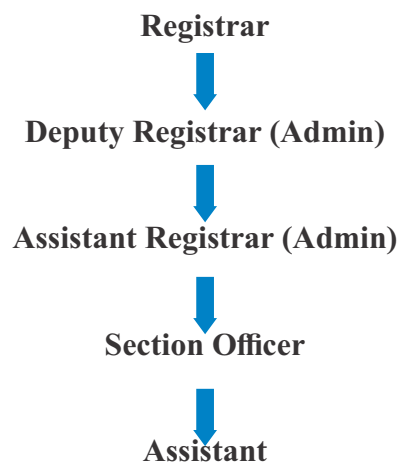 Registrar
Deputy Registrar (Admin)
Assistant Registrar (Admin)
Section Officer
Assistant